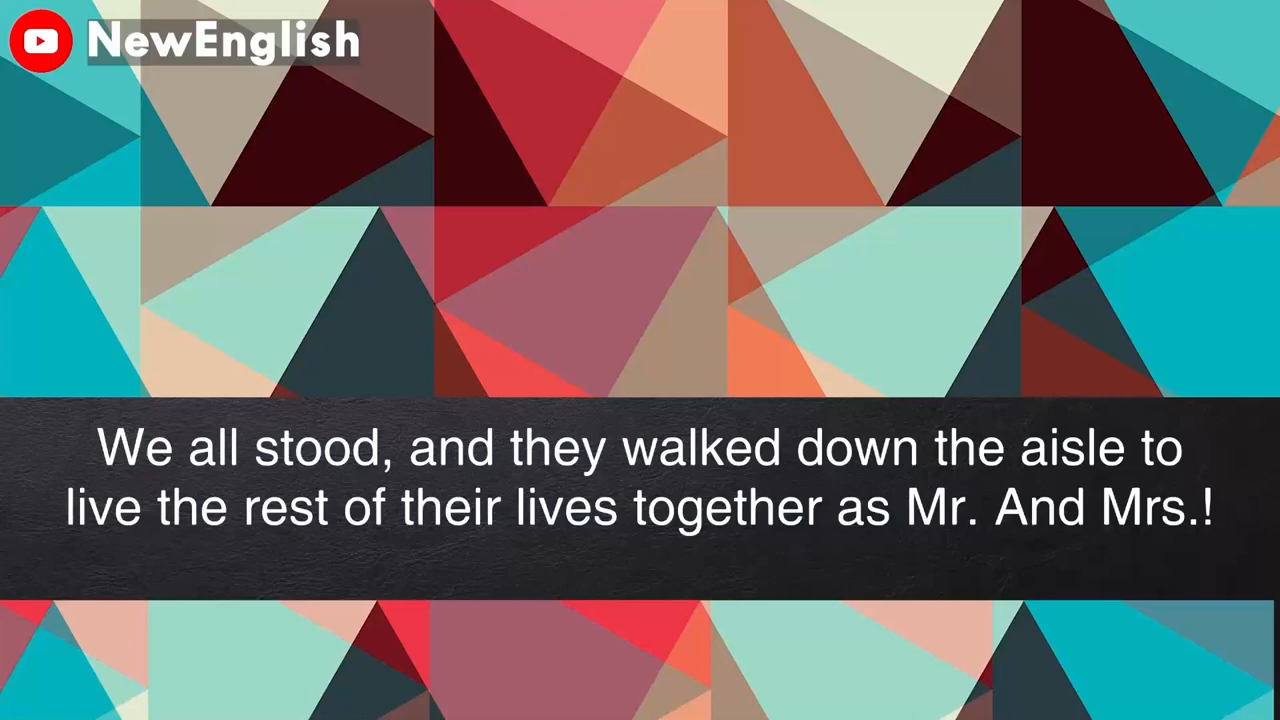 NewEnglish
We all stood, and they walked down the aisle to
live the rest of their lives together as Mr. And Mrs.!